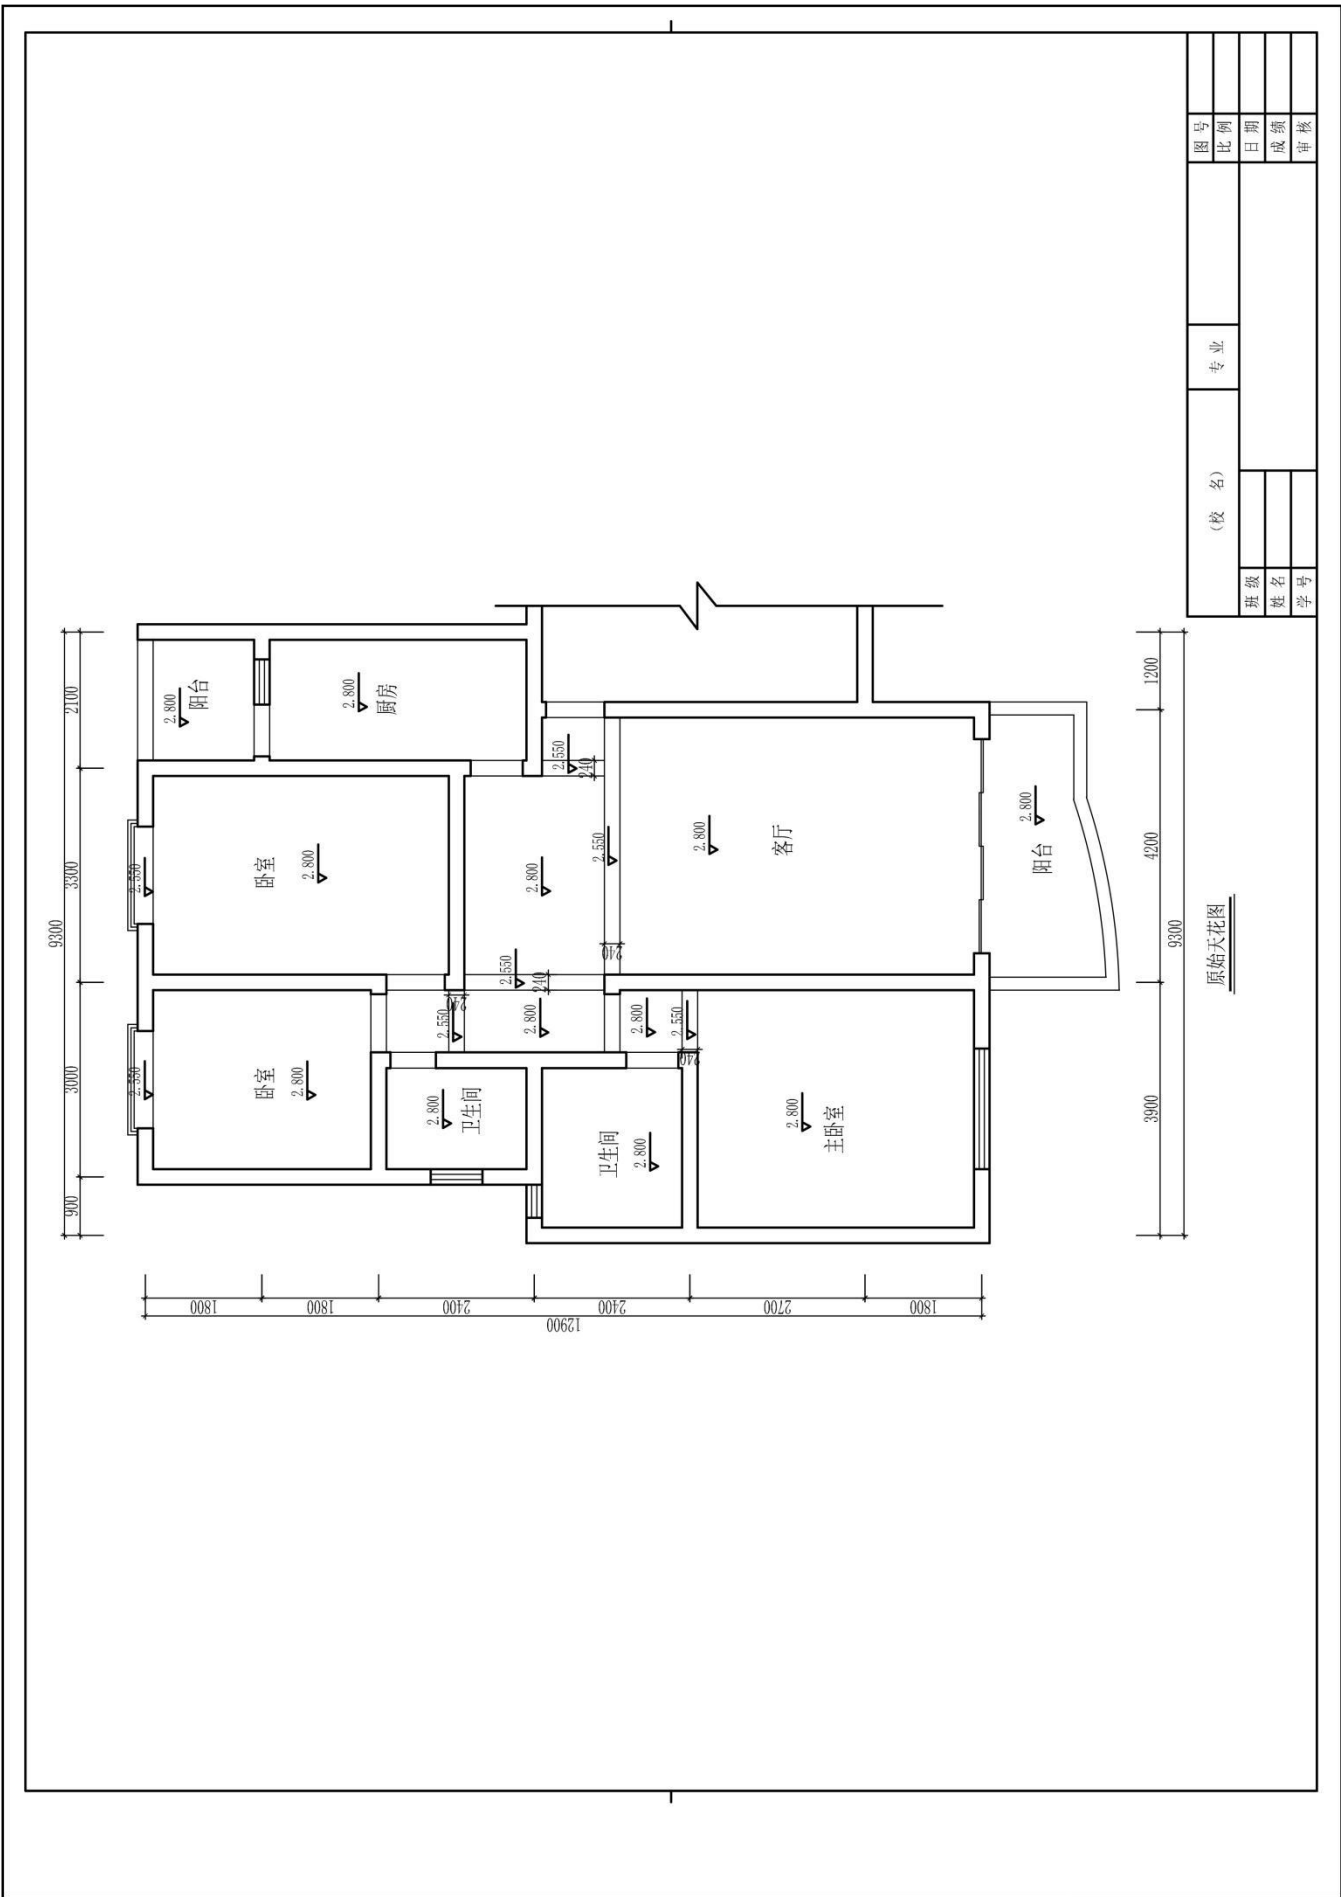 9300
2100
3300
3000
900
2.800
阳台
2.800
厨房
2.550
卧室
2.800
2.550
卧室
2.800
2.550
240
2.800
2.550
2.800
客厅
240
2.550
240
2.550
240
2.800
2.800
2.550
240
2.800
卫生间
卫生间
2.800
2.800
主卧室
2.800
阳台
1200
4200
3900
9300
1800
1800
2400
2400
2700
1800
12900
原始天花图
(校 名)
专 业
图 号
比 例
班 级
日 期
姓 名
成 绩
学 号
审 核